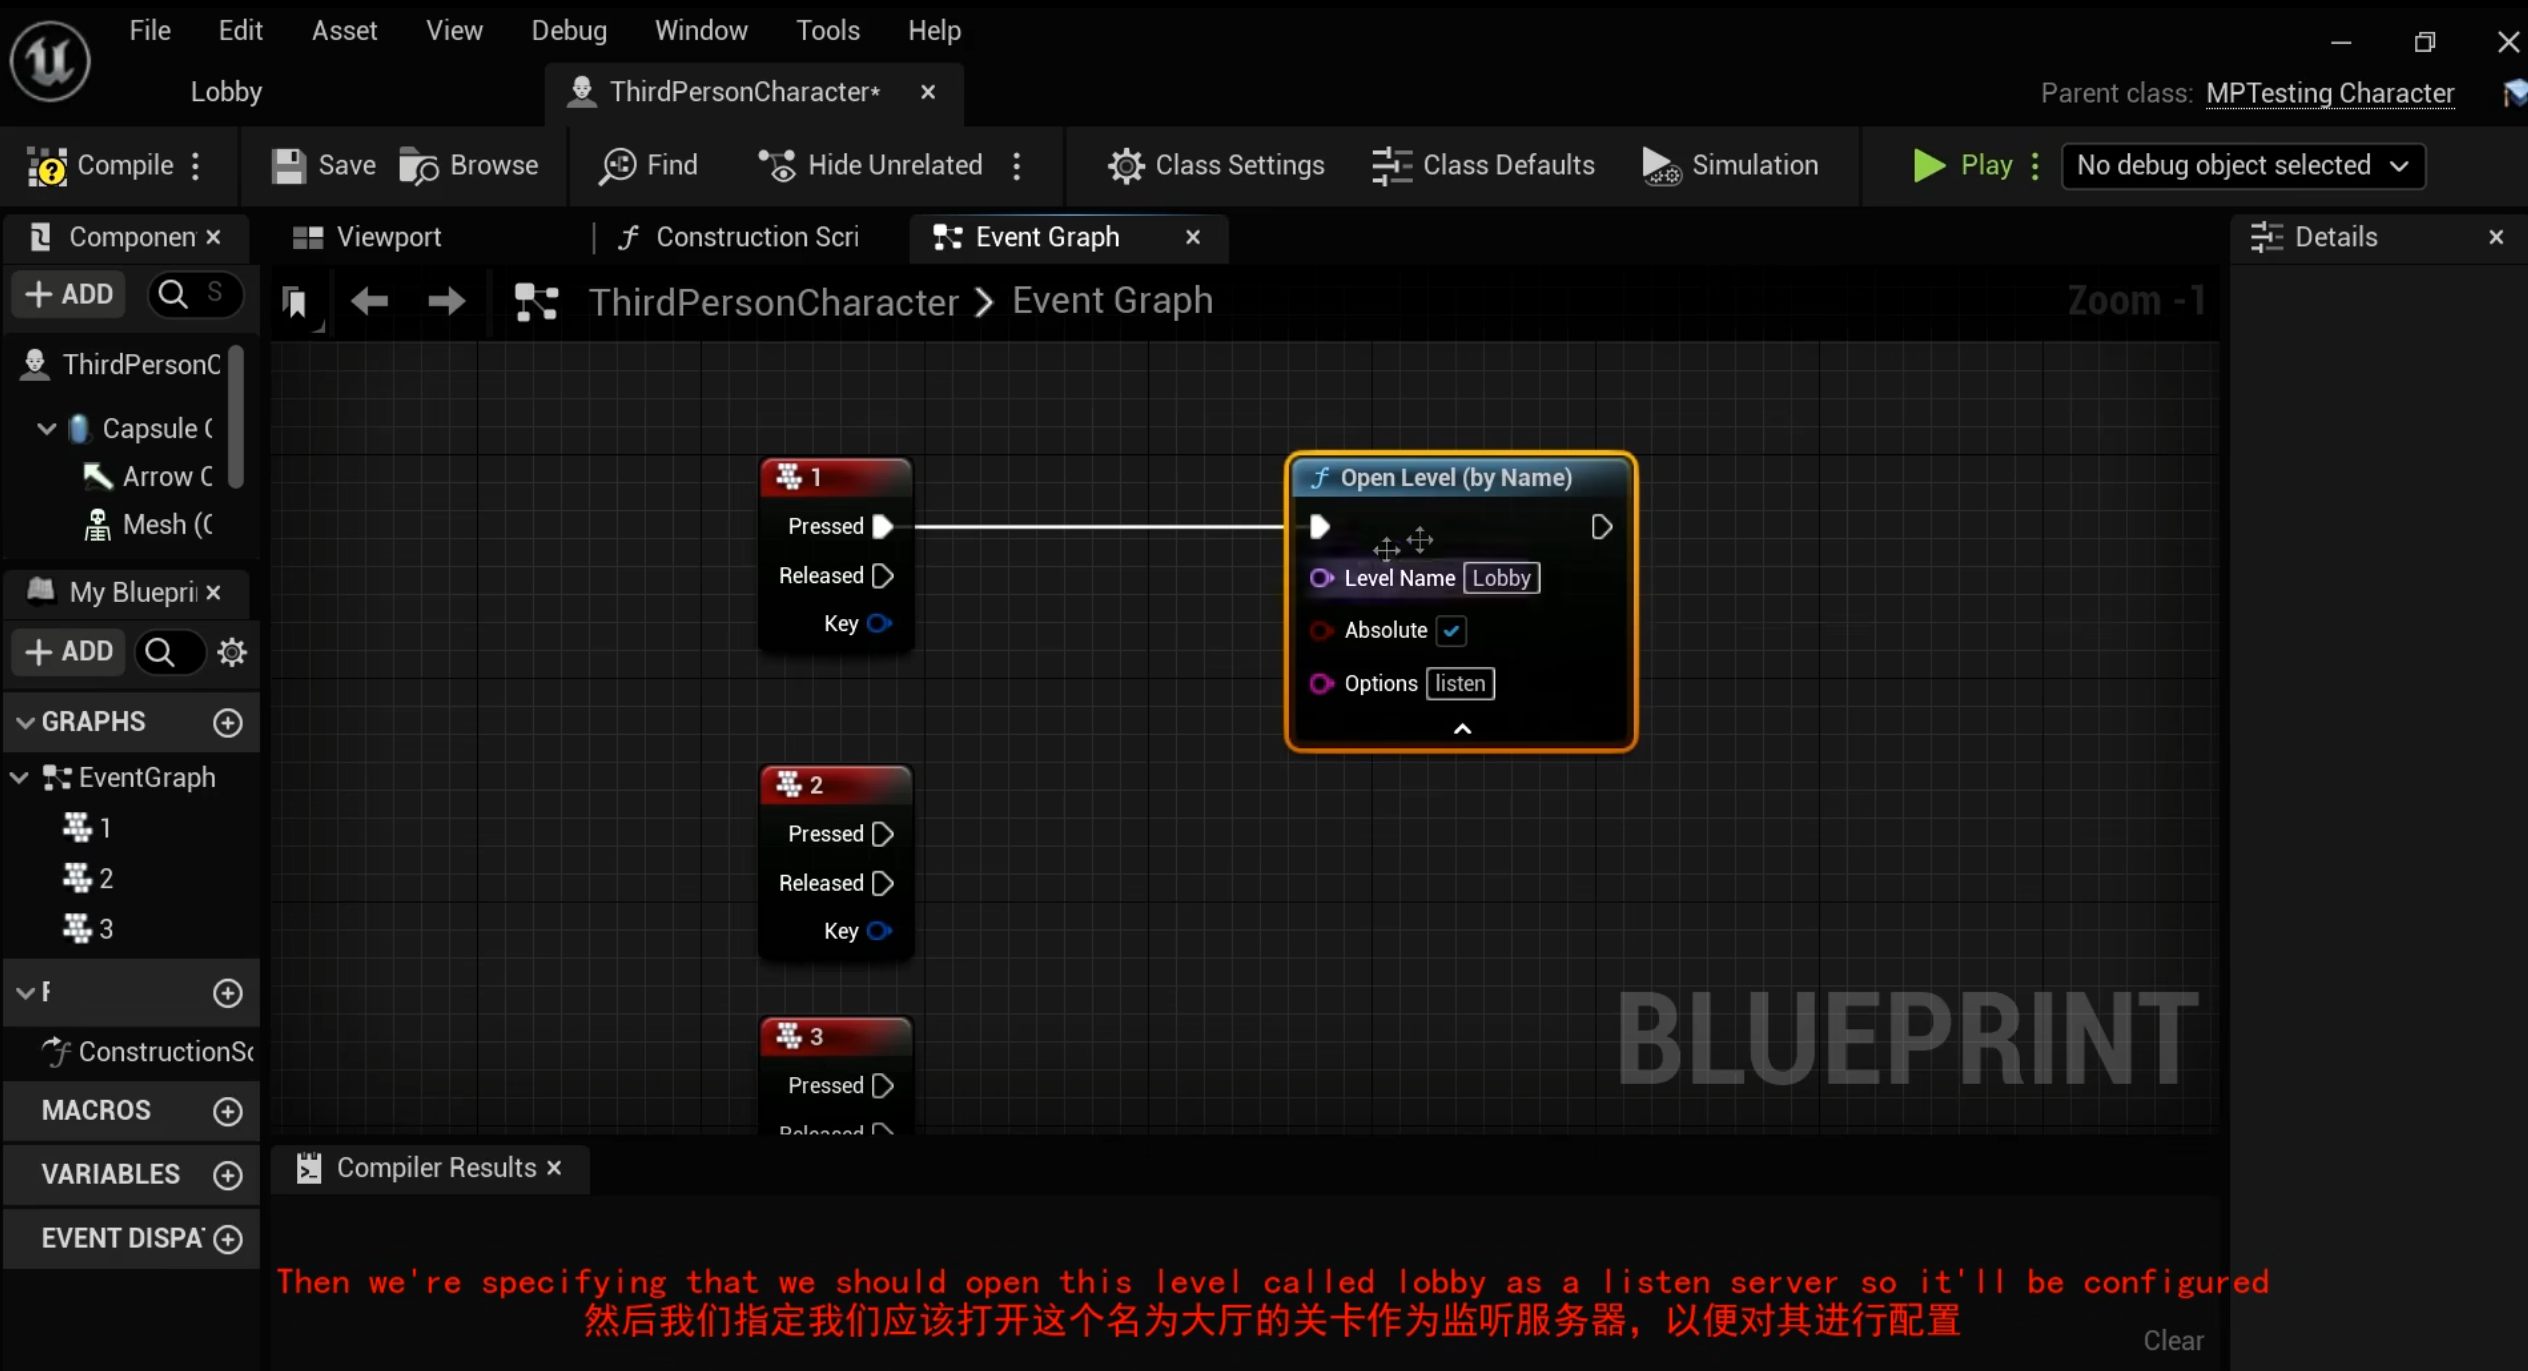 File Edit Asset View Debug Window Tools Help
Lobby ThirdPersonCharacter* Parent class: MPTesting Character
Compile Save Browse Find Hide Unrelated Class Settings Class Defaults Simulation Play No debug object selected
Componen Viewport Construction Scri Event Graph Details
ADD S
ThirdPersonCharacter Event Graph Zoom -1
ThirdPersonC
Capsule C
Arrow C
Mesh (C
My Bluepri
ADD
GRAPHS
EventGraph
1
2
3
F
ConstructionSc
MACROS
VARIABLES
EVENT DISPAT
1
Pressed
Released
Key
Open Level (by Name)
Level Name Lobby
Absolute
Options listen
2
Pressed
Released
Key
3
Pressed
Released
BLUEPRINT
Compiler Results
Then we're specifying that we should open this level called lobby as a listen server so it'll be configured
然后我们指定我们应该打开这个名为大厅的关卡作为监听服务器，以便对其进行配置
Clear